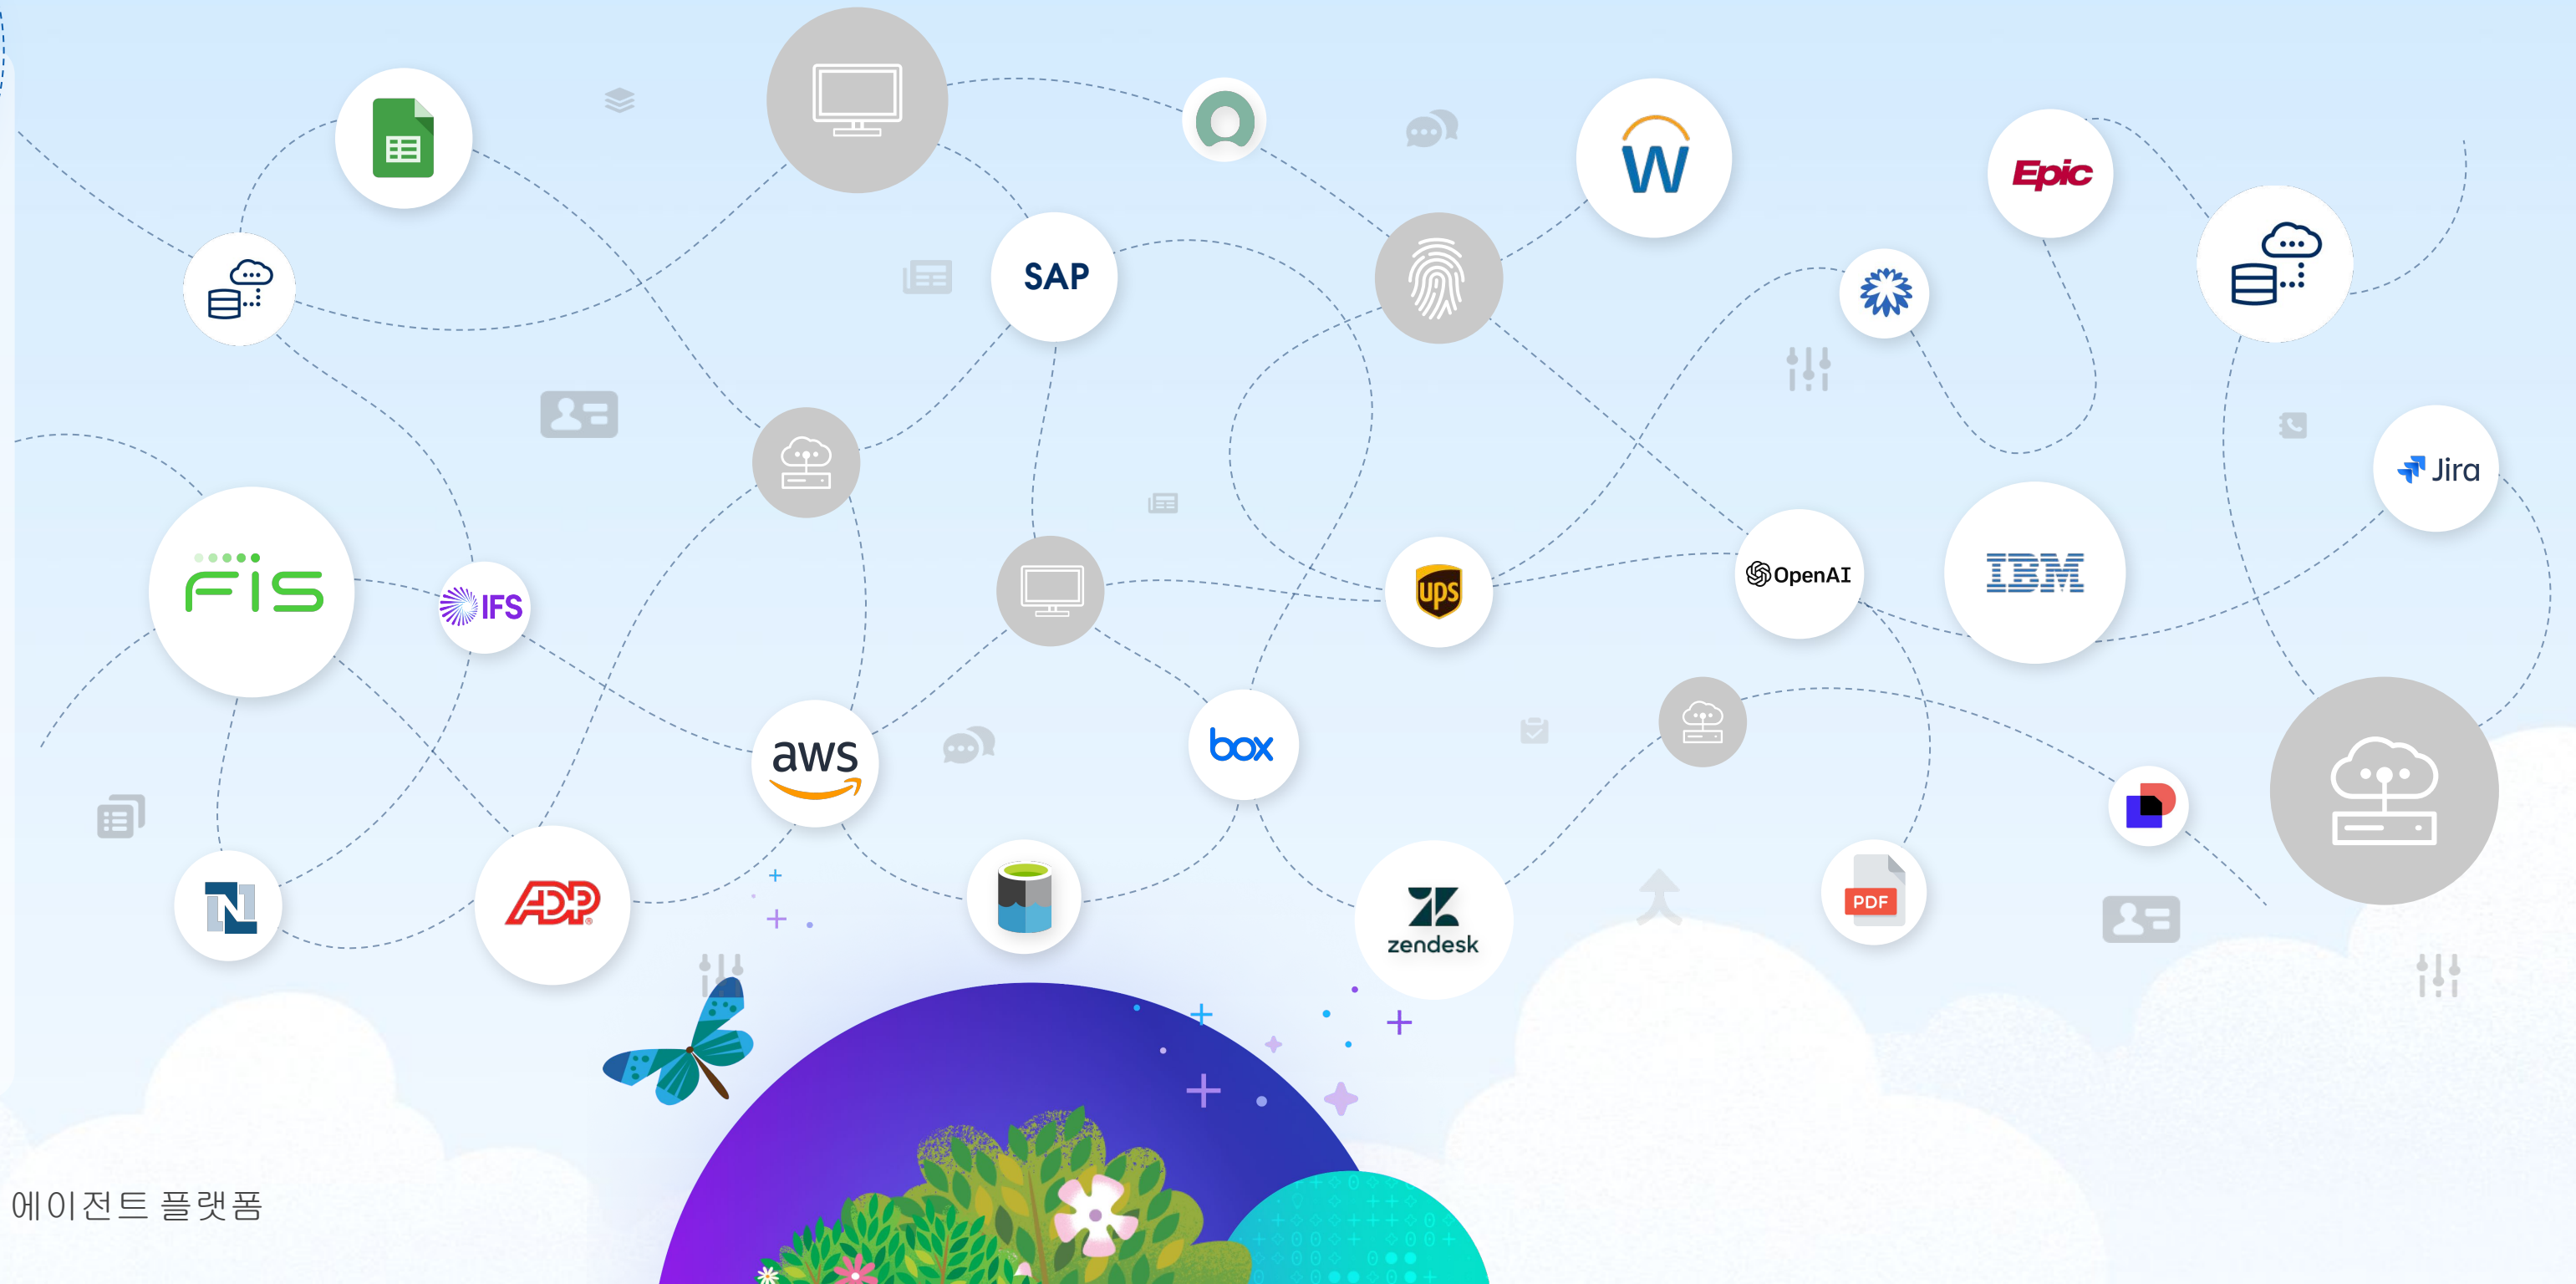 Epic
SAP
Jira
FIS
IFS
OpenAI
IBM
ups
aws
box
ADP
N
zendesk
PDF
W
에이전트 플랫폼